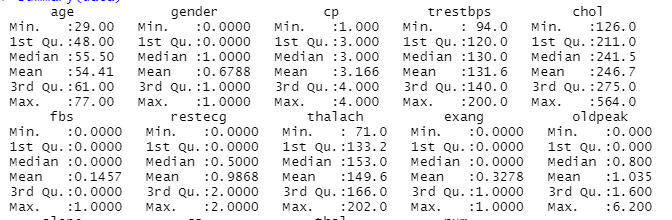 age gender cp trestbps chol
Min. :29.00 Min. :0.0000 Min. :1.000 Min. : 94.0 Min. :126.0
1st Qu.:48.00 1st Qu.:0.0000 1st Qu.:3.000 1st Qu.:120.0 1st Qu.:211.0
Median :55.50 Median :1.0000 Median :3.000 Median :130.0 Median :241.5
Mean :54.41 Mean :0.6788 Mean :3.166 Mean :131.6 Mean :246.7
3rd Qu.:61.00 3rd Qu.:1.0000 3rd Qu.:4.000 3rd Qu.:140.0 3rd Qu.:275.0
Max. :77.00 Max. :1.0000 Max. :4.000 Max. :200.0 Max. :564.0
fbs restecg thalach exang oldpeak
Min. :0.0000 Min. :0.0000 Min. : 71.0 Min. :0.0000 Min. :0.000
1st Qu.:0.0000 1st Qu.:0.0000 1st Qu.:133.2 1st Qu.:0.0000 1st Qu.:0.000
Median :0.0000 Median :0.5000 Median :153.0 Median :0.0000 Median :0.800
Mean :0.1457 Mean :0.9868 Mean :149.6 Mean :0.3278 Mean :1.035
3rd Qu.:0.0000 3rd Qu.:2.0000 3rd Qu.:166.0 3rd Qu.:1.0000 3rd Qu.:1.600
Max. :1.0000 Max. :2.0000 Max. :202.0 Max. :1.0000 Max. :6.200